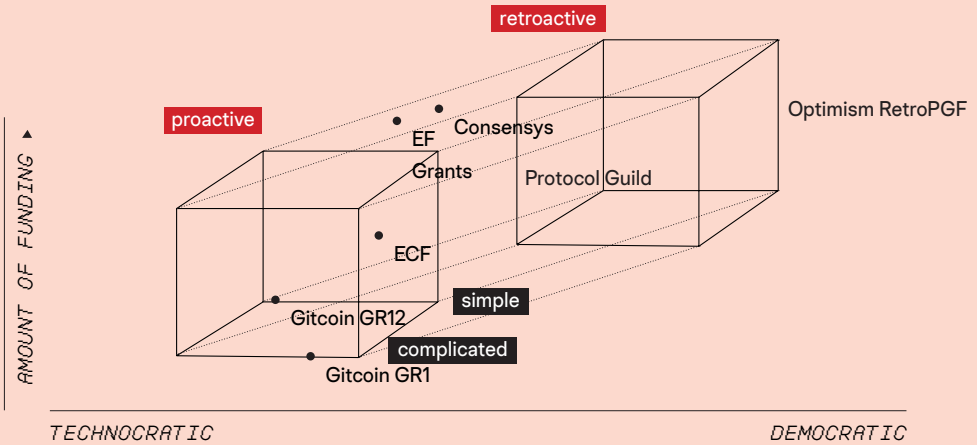 retroactive
proactive
Optimism RetroPGF
Consensys
EF
Grants
Protocol Guild
ECF
simple
Gitcoin GR12
complicated
Gitcoin GR1
AMOUNT OF FUNDING ▲
TECHNOCRATIC
DEMOCRATIC